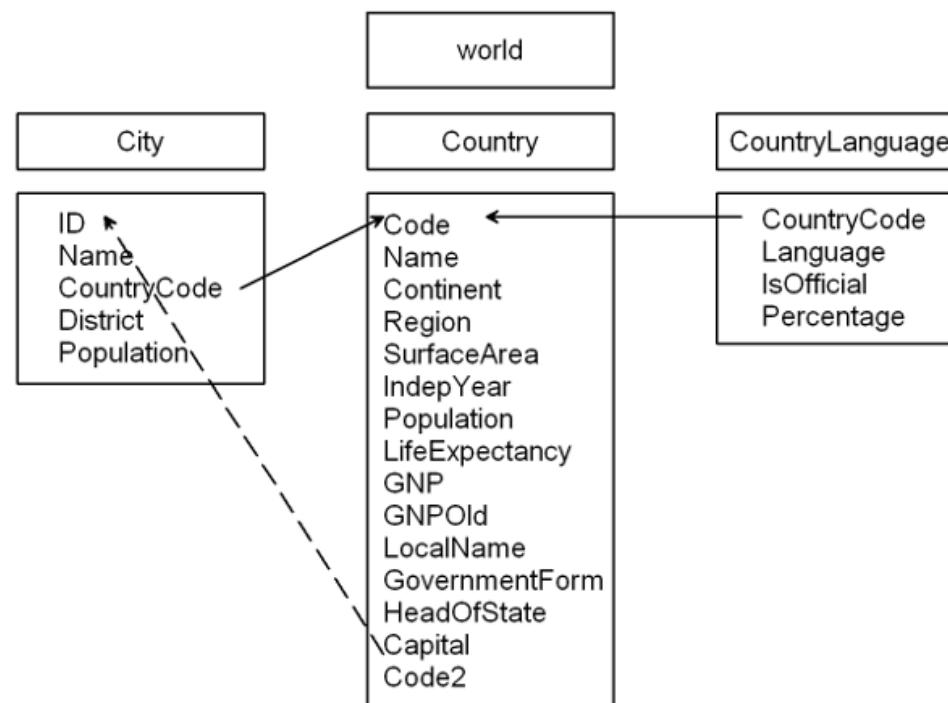 world
City
Country
CountryLanguage
ID
Name
CountryCode
District
Population
Code
Name
Continent
Region
SurfaceArea
IndepYear
Population
LifeExpectancy
GNP
GNPOld
LocalName
GovernmentForm
HeadOfState
Capital
Code2
CountryCode
Language
IsOfficial
Percentage